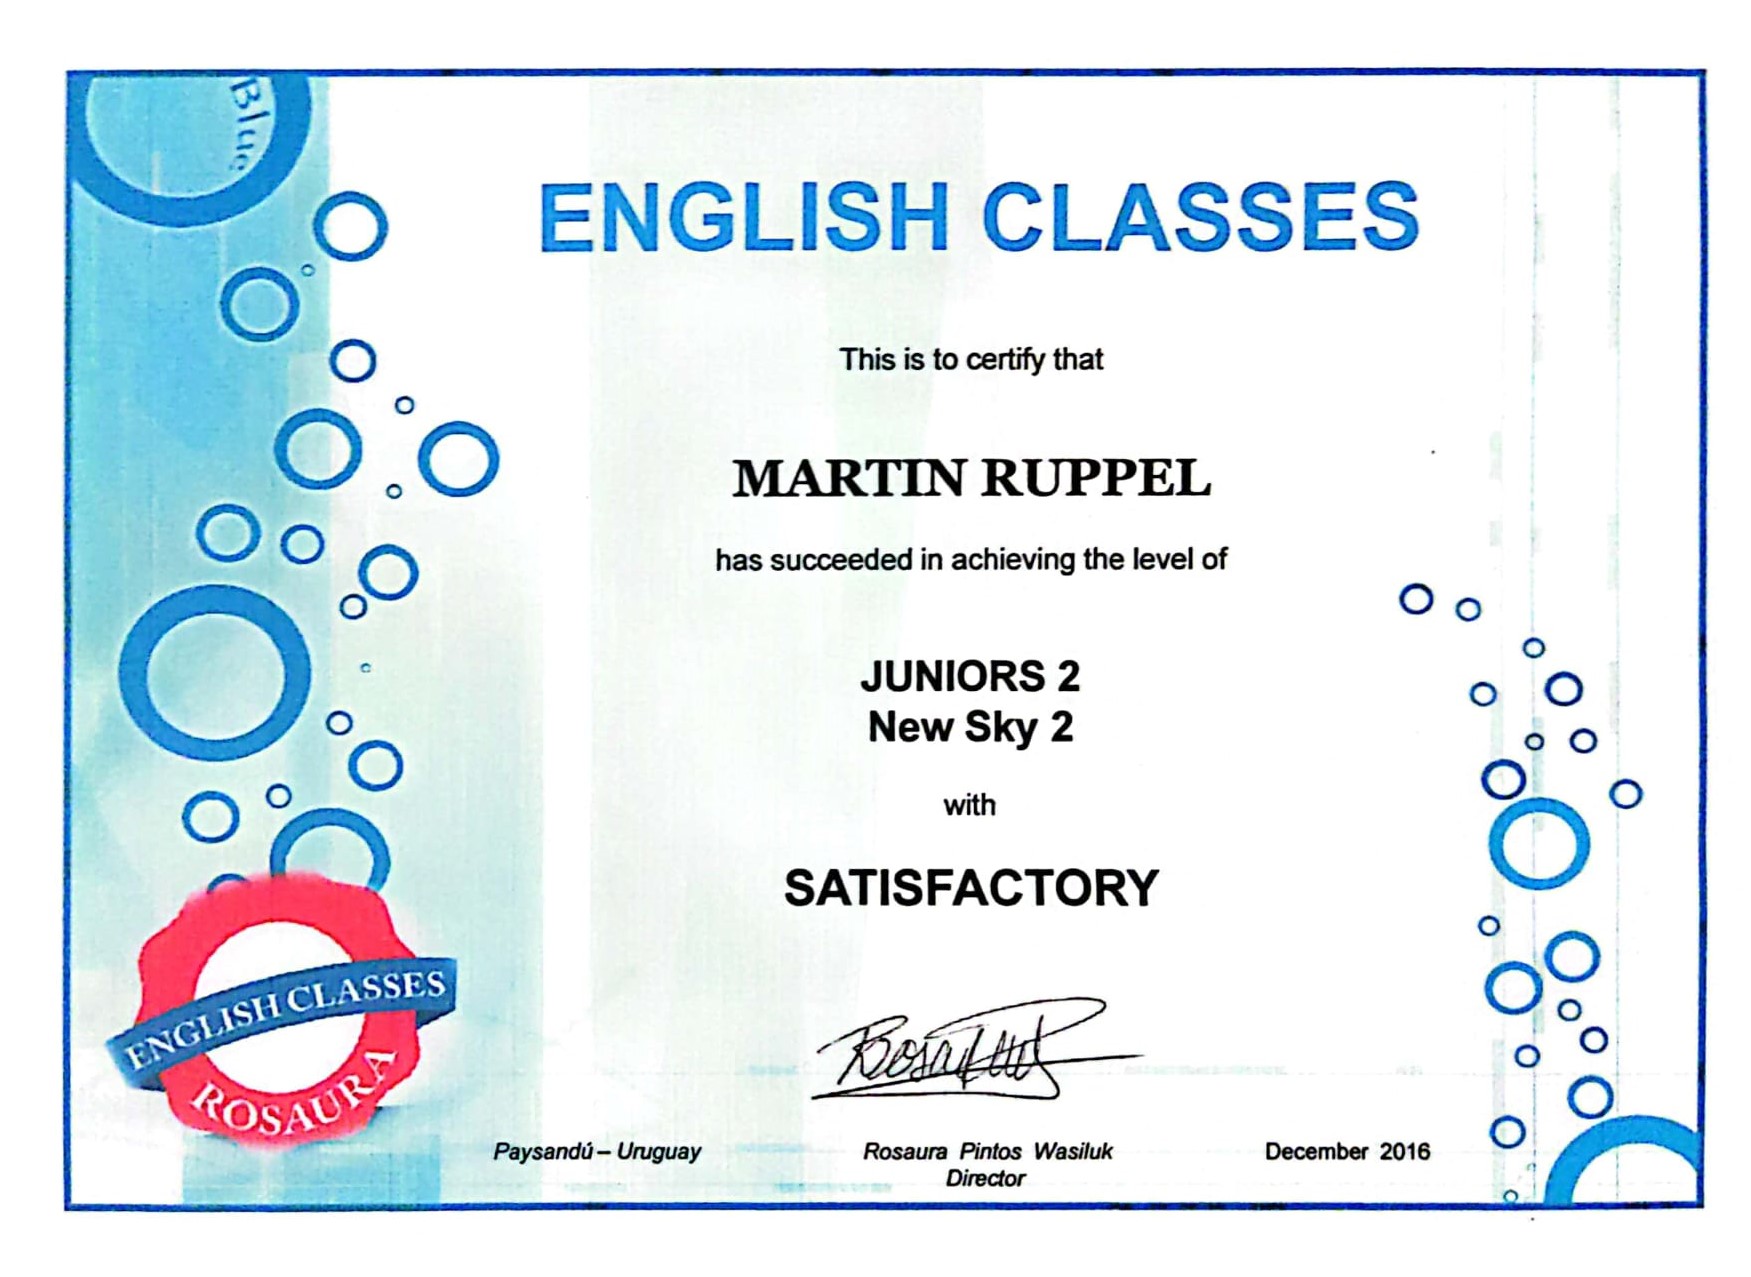 Blue
ENGLISH CLASSES
This is to certify that
MARTIN RUPPEL
has succeeded in achieving the level of
JUNIORS 2
New Sky 2
with
SATISFACTORY
ENGLISH CLASSES
ROSAURA
Paysandú – Uruguay
Rosaura Pintos Wasiluk
Director
December 2016